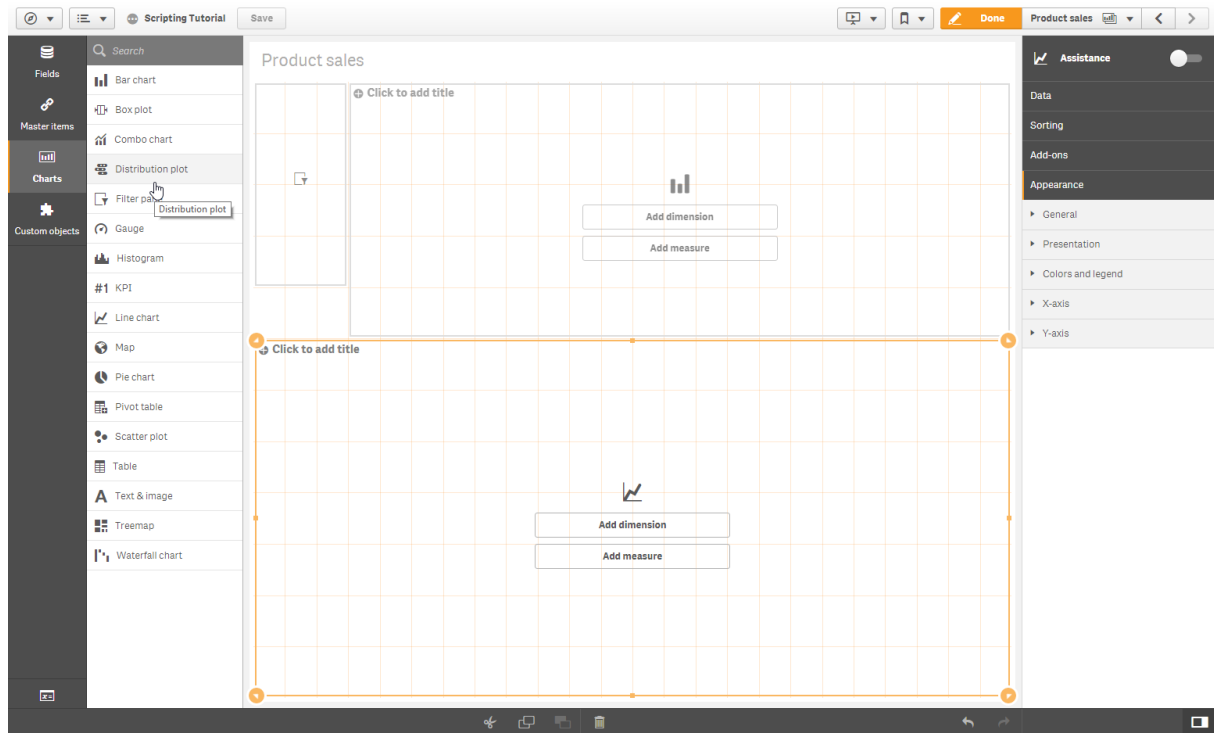 Scripting Tutorial
Save
Done
Product sales
Fields
Master items
Charts
Custom objects
Search
Bar chart
Box plot
Combo chart
Distribution plot
Filter pa
Distribution plot
Gauge
Histogram
#1 KPI
Line chart
Map
Pie chart
Pivot table
Scatter plot
Table
A Text & image
Treemap
Waterfall chart
Product sales
Click to add title
Add dimension
Add measure
Click to add title
Add dimension
Add measure
Assistance
Data
Sorting
Add-ons
Appearance
General
Presentation
Colors and legend
X-axis
Y-axis